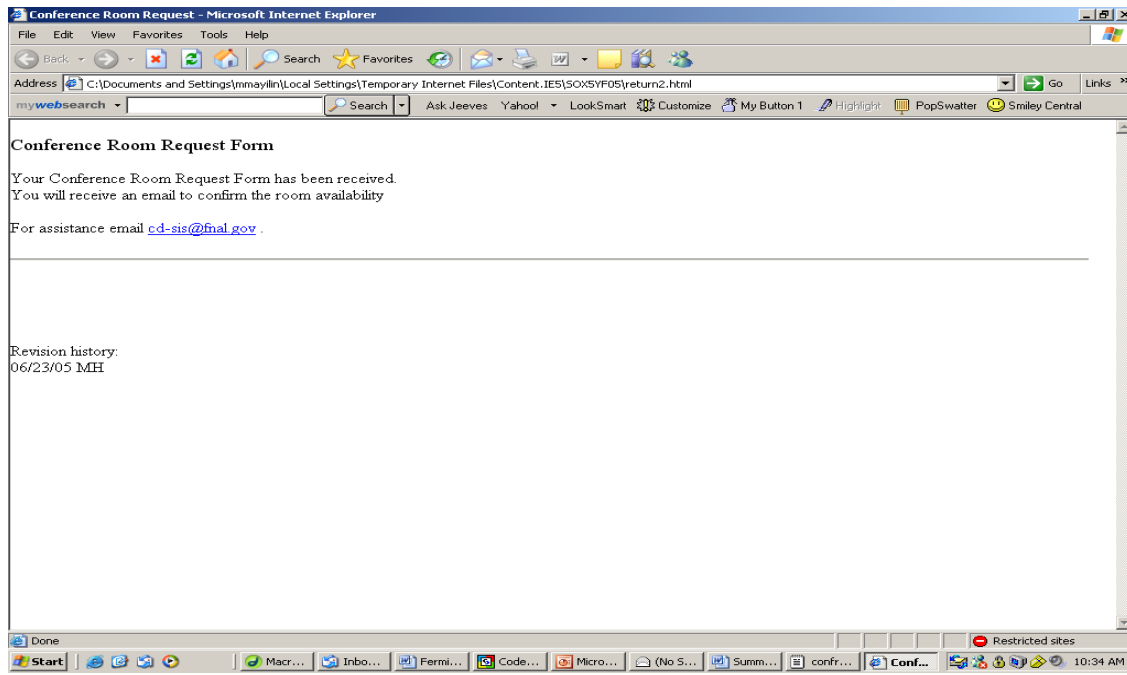 Conference Room Request - Microsoft Internet Explorer
File Edit View Favorites Tools Help
Back Search Favorites
Address C:\Documents and Settings\mmayilin\Local Settings\Temporary Internet Files\Content.IE5\SOX5YF05\return2.html Go Links »
mywebsearch Search Ask Jeeves Yahoo! LookSmart Customize My Button 1 Highlight PopSwatter Smiley Central
Conference Room Request Form
Your Conference Room Request Form has been received.
You will receive an email to confirm the room availability
For assistance email cd-sis@fnal.gov .
Revision history:
06/23/05 MH
Done Restricted sites
Start Macr... Inbo... Fermi... Code... Micro... (No S... Summ... confr... Conf... 10:34 AM